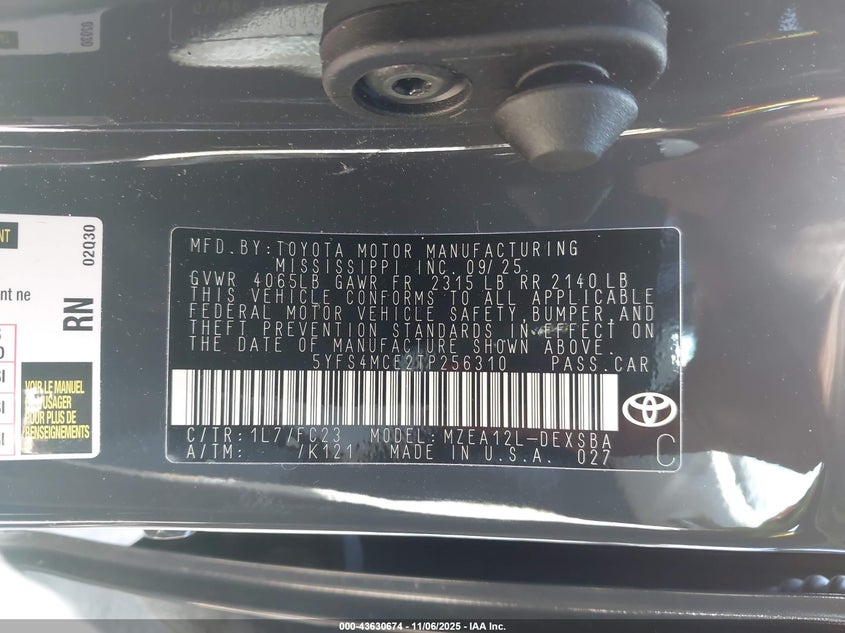 MFD. BY: TOYOTA MOTOR MANUFACTURING
MISSISSIPPI INC. 09/25
GVWR 4065LB GAWR FR 2315 LB RR 2140 LB
THIS VEHICLE CONFORMS TO ALL APPLICABLE
FEDERAL MOTOR VEHICLE SAFETY, BUMPER, AND
THEFT PREVENTION STANDARDS IN EFFECT ON
THE DATE OF MANUFACTURE SHOWN ABOVE.
5YFS4MCE2TP256310 PASS. CAR
C/TR: 1L7 /FC23 MODEL: MZEA12L-DEXSBA
A/TM: /K121 MADE IN U.S.A. 027
C
NT
02Q30
nt ne
RN
VOIR LE MANUEL
USAGER
POUR PLUS DE
RENSEIGNEMENTS
000-43630674 - 11/06/2025 - IAA Inc.